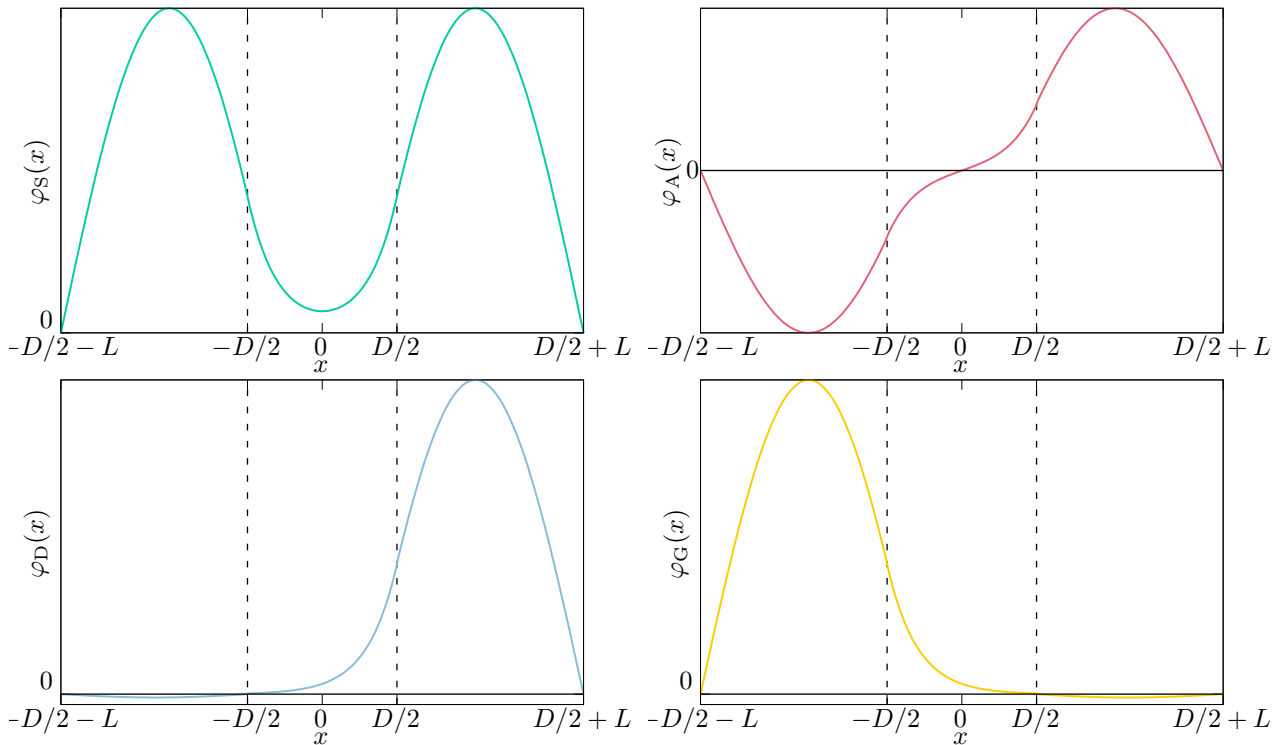 φS(x)
0
–D/2 – L
−D/2
0
D/2
D/2 + L
x
φA(x)
0
–D/2 – L
−D/2
0
D/2
D/2 + L
x
φD(x)
0
–D/2 – L
−D/2
0
D/2
D/2 + L
x
φG(x)
0
–D/2 – L
−D/2
0
D/2
D/2 + L
x